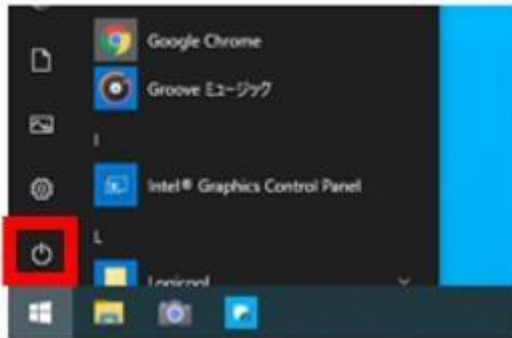 Google Chrome
Groove ミュージック
I
Intel® Graphics Control Panel
L
Logicool